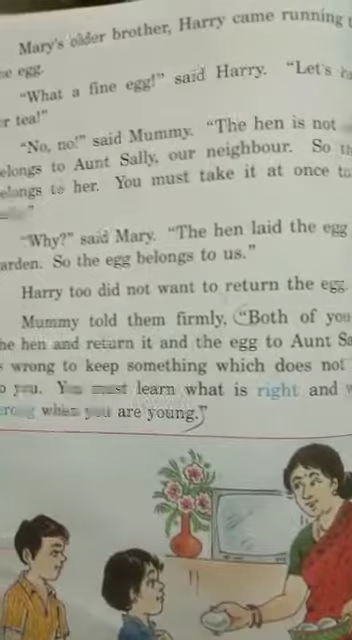 Mary's older brother, Harry came running
e egg.
"What a fine egg!" said Harry. "Let's
r tea!"
"No, no!" said Mummy. "The hen is not
elongs to Aunt Sally, our neighbour. So th
elongs to her. You must take it at once to
"Why?" said Mary. "The hen laid the egg
arden. So the egg belongs to us."
Harry too did not want to return the egg.
Mummy told them firmly, "Both of you
he hen and return it and the egg to Aunt Sa
wrong to keep something which does not
o you. You must learn what is right and w
rong when you are young."